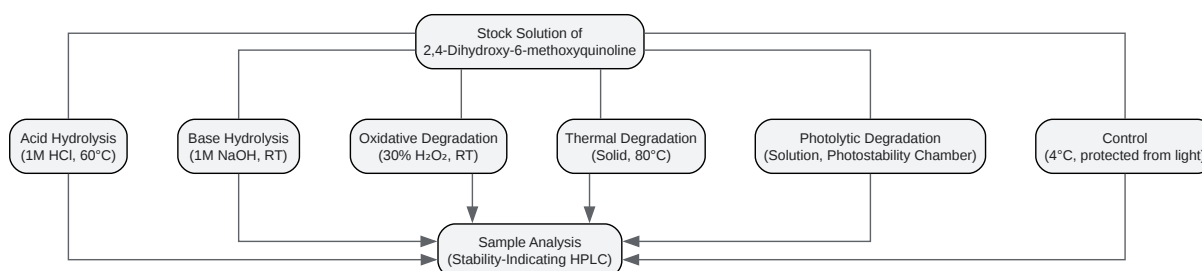 Stock Solution of
2,4-Dihydroxy-6-methoxyquinoline
Acid Hydrolysis
(1M HCl, 60°C)
Base Hydrolysis
(1M NaOH, RT)
Oxidative Degradation
(30% H₂O₂, RT)
Thermal Degradation
(Solid, 80°C)
Photolytic Degradation
(Solution, Photostability Chamber)
Control
(4°C, protected from light)
Sample Analysis
(Stability-Indicating HPLC)